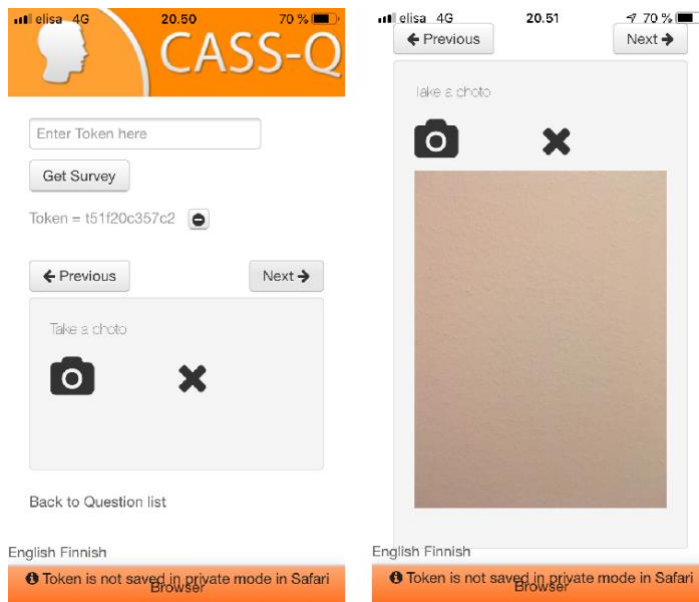 elisa 4G 20.50 70 %
CASS-Q
Enter Token here
Get Survey
Token = t51f20c357c2
Previous Next
Take a photo
Back to Question list
English Finnish
Token is not saved in private mode in Safari
Browser
elisa 4G 20.51 70 %
Previous Next
Take a photo
English Finnish
Token is not saved in private mode in Safari
Browser